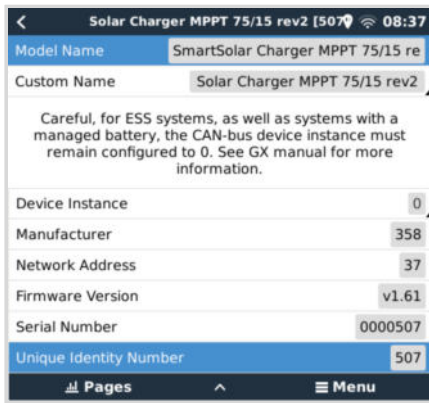 Solar Charger MPPT 75/15 rev2 [507 08:37
Model Name SmartSolar Charger MPPT 75/15 re
Custom Name Solar Charger MPPT 75/15 rev2
Careful, for ESS systems, as well as systems with a
managed battery, the CAN-bus device instance must
remain configured to 0. See GX manual for more
information.
Device Instance 0
Manufacturer 358
Network Address 37
Firmware Version v1.61
Serial Number 0000507
Unique Identity Number 507
Pages Menu